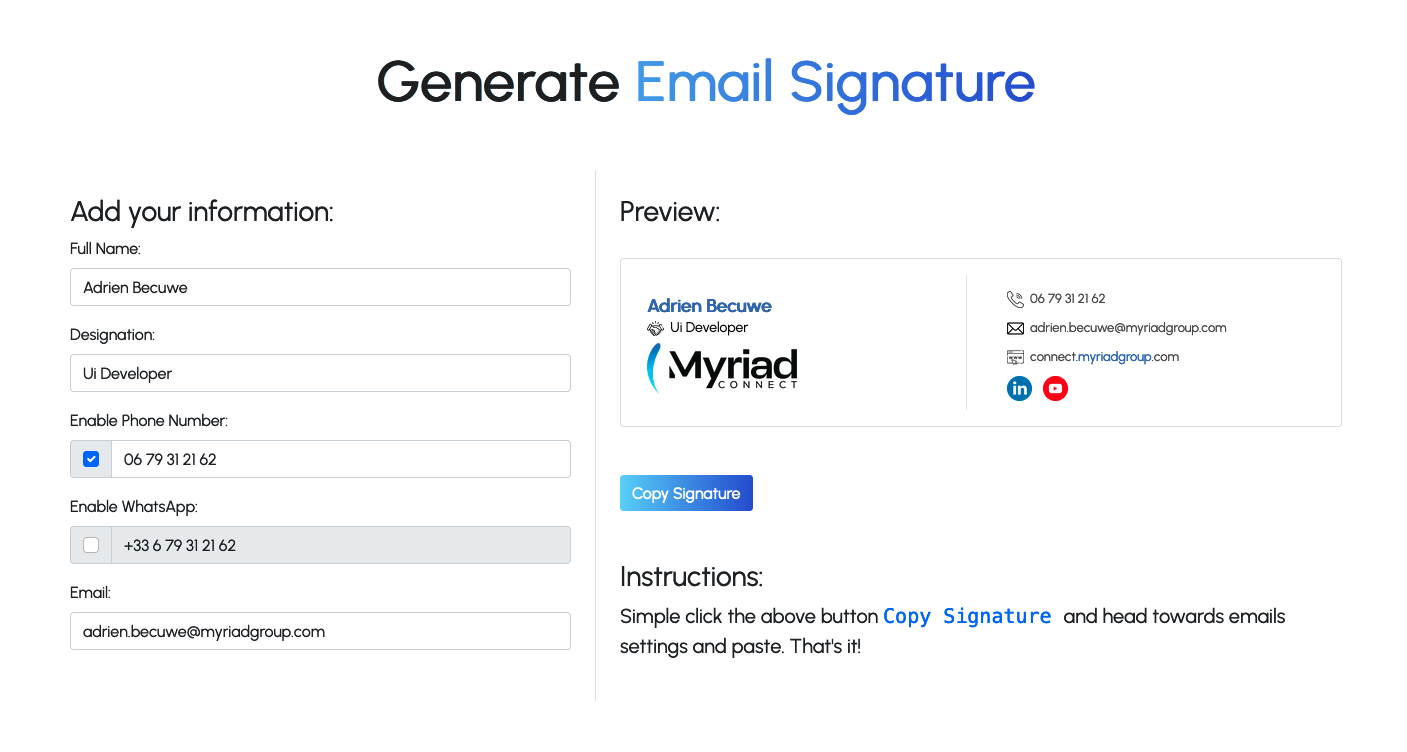 Generate Email Signature
Add your information:
Full Name:
Adrien Becuwe
Designation:
Ui Developer
Enable Phone Number:
06 79 31 21 62
Enable WhatsApp:
+33 6 79 31 21 62
Email:
adrien.becuwe@myriadgroup.com
Preview:
Adrien Becuwe
Ui Developer
Myriad
CONNECT
06 79 31 21 62
adrien.becuwe@myriadgroup.com
www
connect.myriadgroup.com
in
Copy Signature
Instructions:
Simple click the above button Copy Signature and head towards emails
settings and paste. That's it!